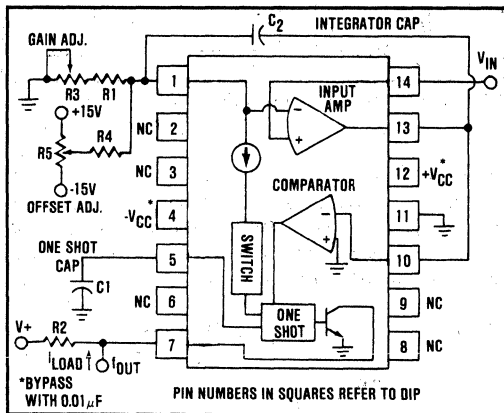 C2
INTEGRATOR CAP
GAIN ADJ.
R3
R1
+15V
R5
R4
-15V
OFFSET ADJ.
1
NC
2
NC
3
-VCC*
4
ONE SHOT
CAP
5
C1
NC
6
V+
R2
7
iLOAD
fOUT
*BYPASS
WITH 0.01µF
INPUT
AMP
−
+
COMPARATOR
−
+
SWITCH
ONE
SHOT
VIN
14
13
12
+VCC*
11
10
9
NC
8
NC
PIN NUMBERS IN SQUARES REFER TO DIP